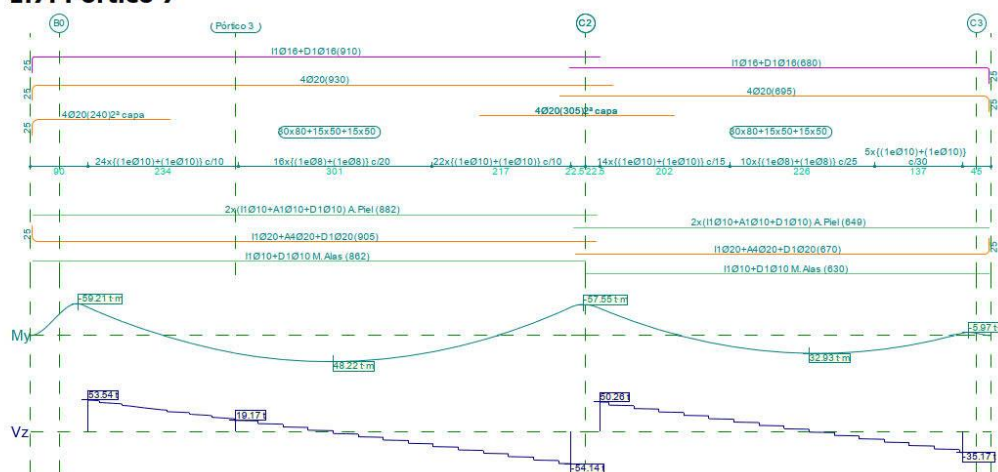 2.9.1 Pórtico 9
B0
(Pórtico 3)
C2
C3
I1Ø16+D1Ø16(910)
25
I1Ø16+D1Ø16(680)
25
4Ø20(930)
25
4Ø20(695)
25
4Ø20(240)2ª capa
25
4Ø20(305)2ª capa
30x80+15x50+15x50
30x80+15x50+15x50
24x{(1eØ10)+(1eØ10)} c/10
16x{(1eØ8)+(1eØ8)} c/20
22x{(1eØ10)+(1eØ10)} c/10
14x{(1eØ10)+(1eØ10)} c/15
10x{(1eØ8)+(1eØ8)} c/25
5x{(1eØ10)+(1eØ10)} c/30
90
234
301
217
22.5
22.5
202
226
137
45
2x(I1Ø10+A1Ø10+D1Ø10) A.Piel (882)
2x(I1Ø10+A1Ø10+D1Ø10) A.Piel (649)
25
I1Ø20+A4Ø20+D1Ø20(905)
I1Ø20+A4Ø20+D1Ø20(670)
25
I1Ø10+D1Ø10 M.Alas (862)
I1Ø10+D1Ø10 M.Alas (630)
My
-59.21 t·m
48.22 t·m
-57.55 t·m
32.93 t·m
-5.97 t
Vz
53.54 t
19.17 t
-54.14 t
50.26 t
-35.17 t